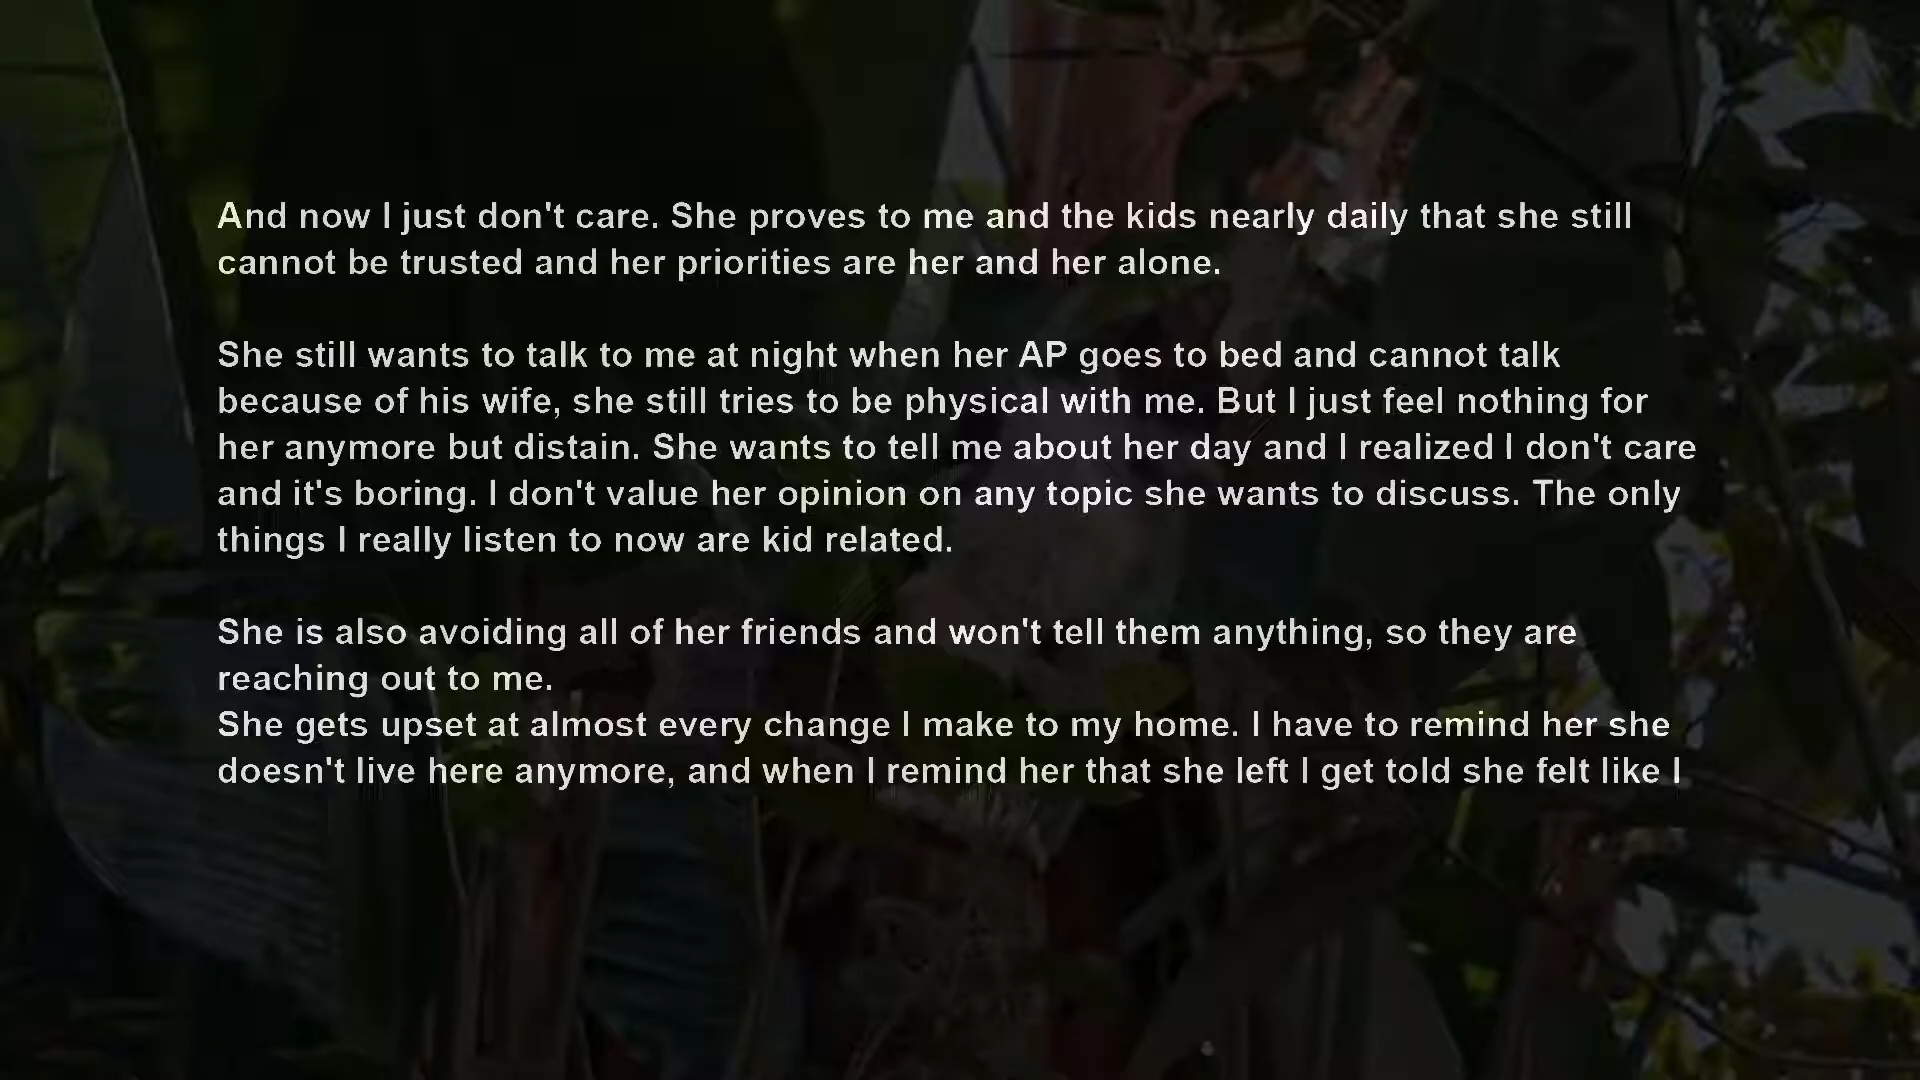 And now I just don't care. She proves to me and the kids nearly daily that she still
cannot be trusted and her priorities are her and her alone.
She still wants to talk to me at night when her AP goes to bed and cannot talk
because of his wife, she still tries to be physical with me. But I just feel nothing for
her anymore but distain. She wants to tell me about her day and I realized I don't care
and it's boring. I don't value her opinion on any topic she wants to discuss. The only
things I really listen to now are kid related.
She is also avoiding all of her friends and won't tell them anything, so they are
reaching out to me.
She gets upset at almost every change I make to my home. I have to remind her she
doesn't live here anymore, and when I remind her that she left I get told she felt like I